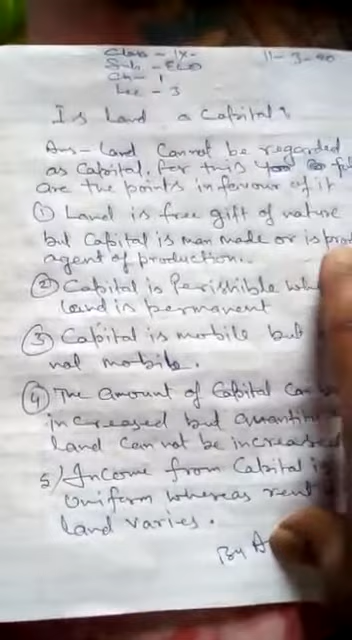 Class - IX-
11-3-20
Sub. - ECO
Ch- 1
Lec - 3
Is Land a Capital?
Ans- Land Cannot be regarded
as Capital. For this
are the points in favour of it
① Land is free gift of nature
but Capital is man made or is
agent of production.
② Capital is Perishible
land is permanent
③ Capital is mobile but
not mobile.
④ The amount of Capital can
increased but quantity
land can not be increased
5) Income from Capital is
Uniform whereas rent
land varies.
By A